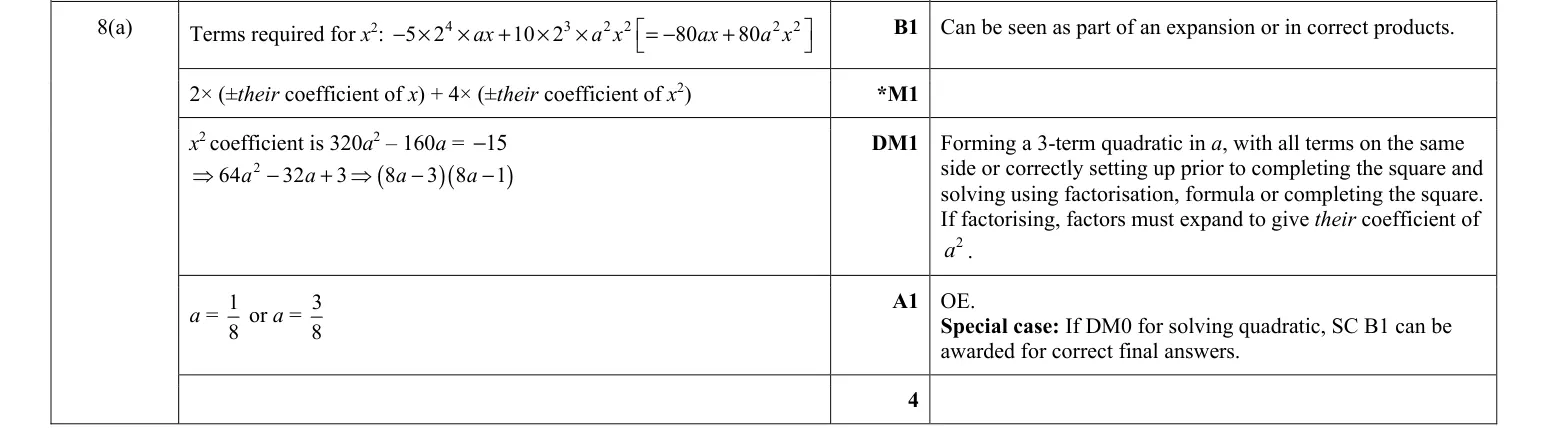 8(a)
Terms required for x²: −5×2⁴×ax+10×2³×a²x²[=−80ax+80a²x²]
B1
Can be seen as part of an expansion or in correct products.
2× (±their coefficient of x) + 4× (±their coefficient of x²)
*M1
x² coefficient is 320a² – 160a = −15
⇒ 64a² −32a+3⇒(8a−3)(8a−1)
DM1
Forming a 3-term quadratic in a, with all terms on the same
side or correctly setting up prior to completing the square and
solving using factorisation, formula or completing the square.
If factorising, factors must expand to give their coefficient of
a² .
a = 1/8 or a = 3/8
A1
OE.
Special case: If DM0 for solving quadratic, SC B1 can be
awarded for correct final answers.
4